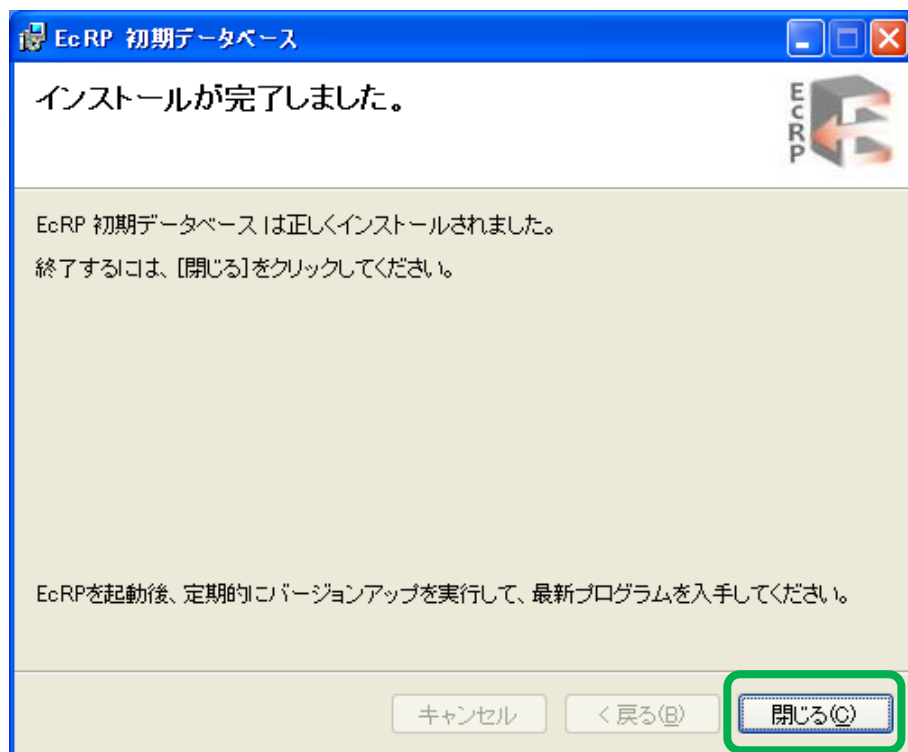 EcRP 初期データベース
インストールが完了しました。
EcRP
EcRP 初期データベース は正しくインストールされました。
終了するには、[閉じる]をクリックしてください。
EcRPを起動後、定期的にバージョンアップを実行して、最新プログラムを入手してください。
キャンセル
< 戻る(B)
閉じる(C)